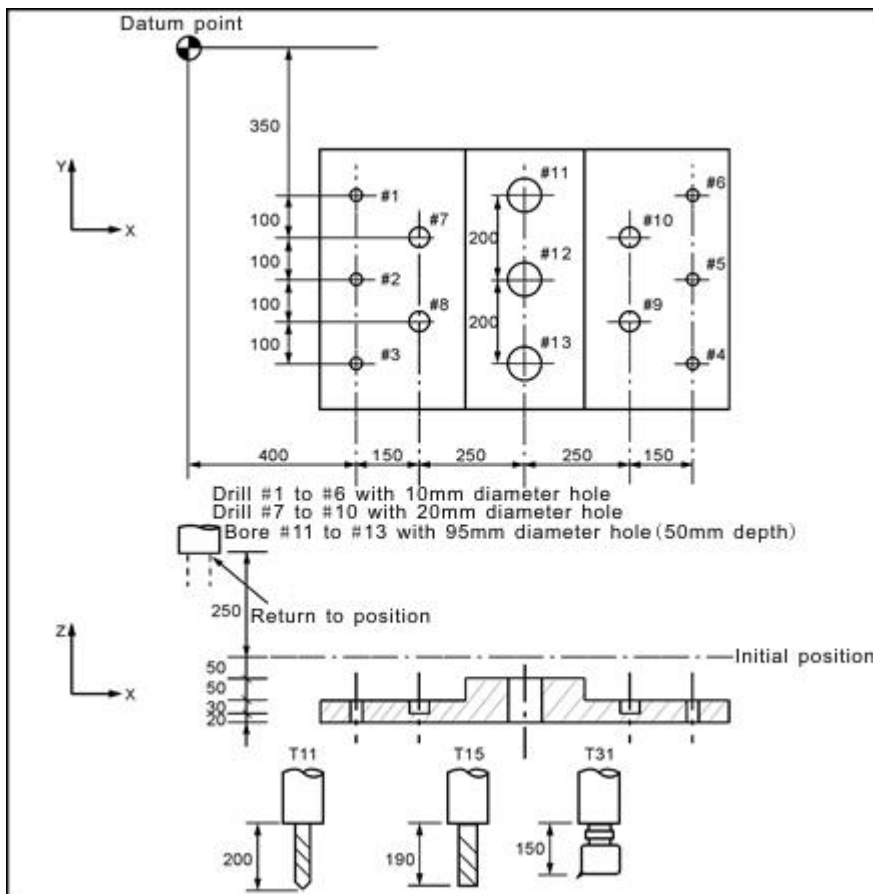 Datum point
350
Y
X
#1
#11
#6
100
#7
#10
100
200
#2
#12
#5
100
#8
#9
100
200
#3
#13
#4
400
150
250
250
150
Drill #1 to #6 with 10mm diameter hole
Drill #7 to #10 with 20mm diameter hole
Bore #11 to #13 with 95mm diameter hole(50mm depth)
250
Return to position
Z
X
Initial position
50
50
30
20
T11
T15
T31
200
190
150